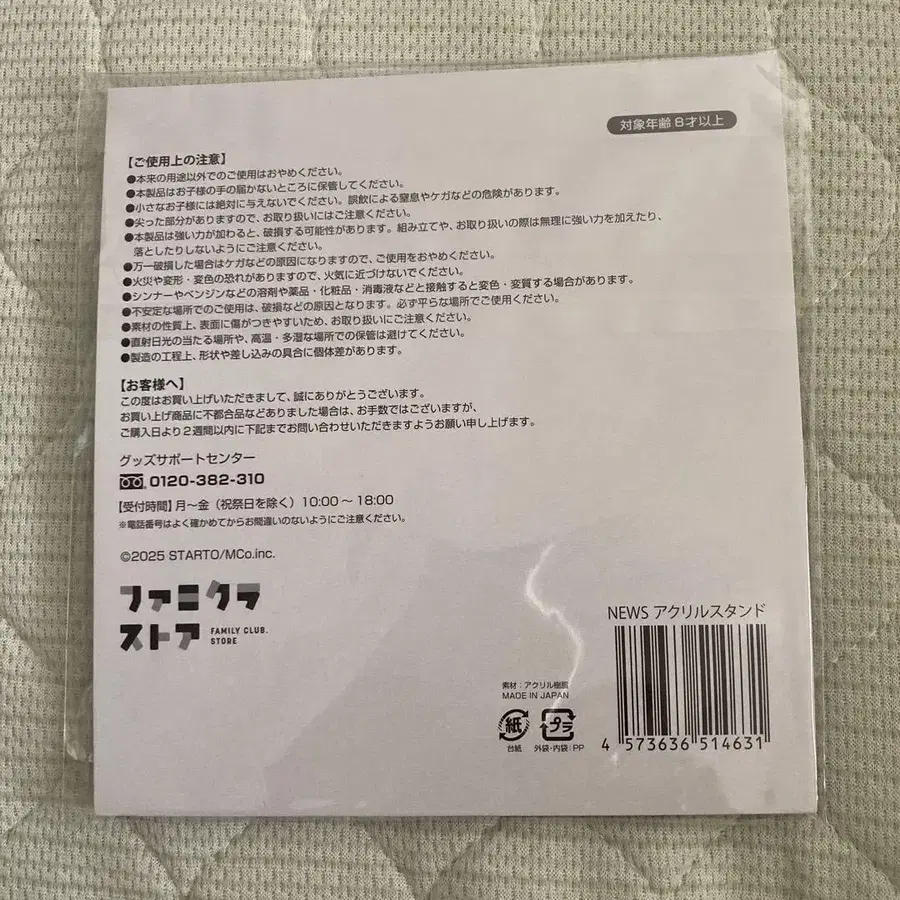 対象年齢8才以上
【ご使用上の注意】
●本来の用途以外でのご使用はおやめください。
●本製品はお子様の手の届かないところに保管してください。
●小さなお子様には絶対に与えないでください。誤飲による窒息やケガなどの危険があります。
●尖った部分がありますので、お取り扱いにはご注意ください。
●本製品は強い力が加わると、破損する可能性があります。組み立てや、お取り扱いの際は無理に強い力を加えたり、
落としたりしないようにご注意ください。
●万一破損した場合はケガなどの原因になりますので、ご使用をおやめください。
●火災や変形・変色の恐れがありますので、火気に近づけないでください。
●シンナーやベンジンなどの溶剤や薬品・化粧品・消毒液などと接触すると変色・変質する場合があります。
●不安定な場所でのご使用は、破損などの原因となります。必ず平らな場所でご使用ください。
●素材の性質上、表面に傷がつきやすいため、お取り扱いにご注意ください。
●直射日光の当たる場所や、高温・多湿な場所での保管は避けてください。
●製造の工程上、形状や差し込みの具合に個体差があります。
【お客様へ】
この度はお買い上げいただきまして、誠にありがとうございます。
お買い上げ商品に不都合品などありました場合は、お手数ではございますが、
ご購入日より2週間以内に下記までお問い合わせいただきますようお願い申し上げます。
グッズサポートセンター
0120-382-310
【受付時間】月〜金（祝祭日を除く）10:00〜18:00
※電話番号はよく確かめてからお間違いのないようにご注意ください。
©2025 STARTO/MCo.inc.
ファミクラ
ストア
FAMILY CLUB.
STORE
NEWS アクリルスタンド
素材：アクリル樹脂
MADE IN JAPAN
紙
プラ
台紙
外袋・内袋：PP
4 573636 514631